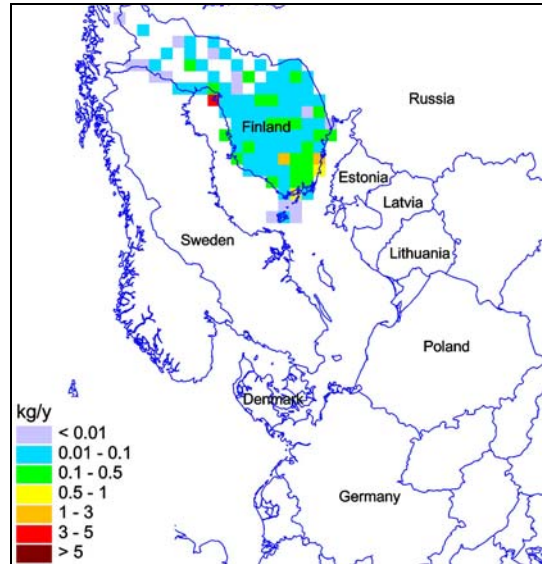 Russia
Finland
Estonia
Latvia
Lithuania
Sweden
Poland
Denmark
Germany
kg/y
< 0.01
0.01 - 0.1
0.1 - 0.5
0.5 - 1
1 - 3
3 - 5
> 5